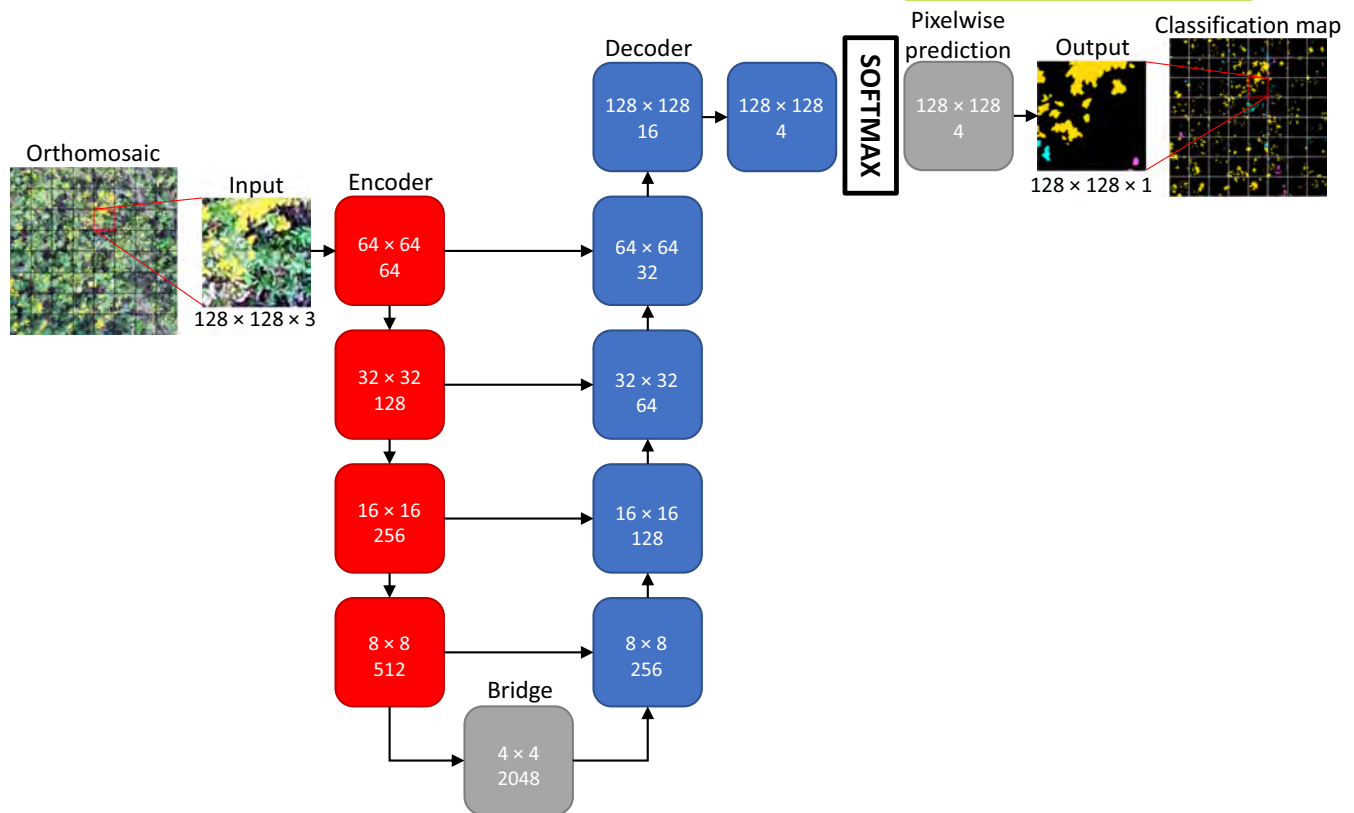 Orthomosaic
Input
128 × 128 × 3
Encoder
64 × 64
64
32 × 32
128
16 × 16
256
8 × 8
512
Bridge
4 × 4
2048
Decoder
128 × 128
16
64 × 64
32
32 × 32
64
16 × 16
128
8 × 8
256
128 × 128
4
SOFTMAX
Pixelwise
prediction
128 × 128
4
Output
128 × 128 × 1
Classification map